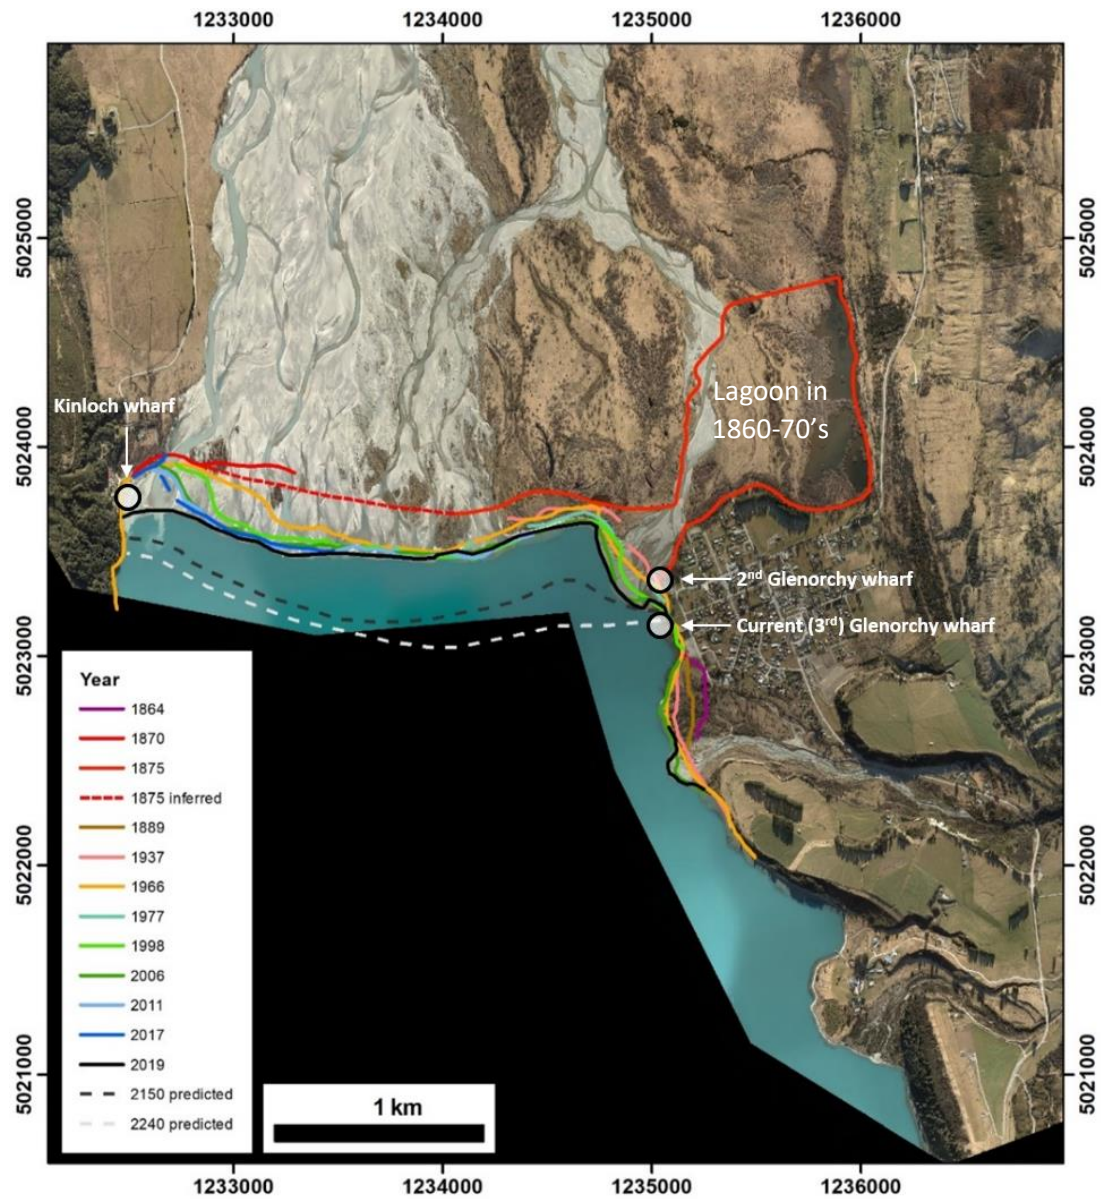 1233000 1234000 1235000 1236000
5025000
5025000
Kinloch wharf
Lagoon in
1860-70's
5024000
5024000
2nd Glenorchy wharf
Current (3rd) Glenorchy wharf
5023000
5023000
Year
1864
1870
1875
1875 inferred
1889
1937
1966
1977
1998
2006
2011
2017
2019
2150 predicted
2240 predicted
5022000
5022000
5021000
5021000
1 km
1233000 1234000 1235000 1236000